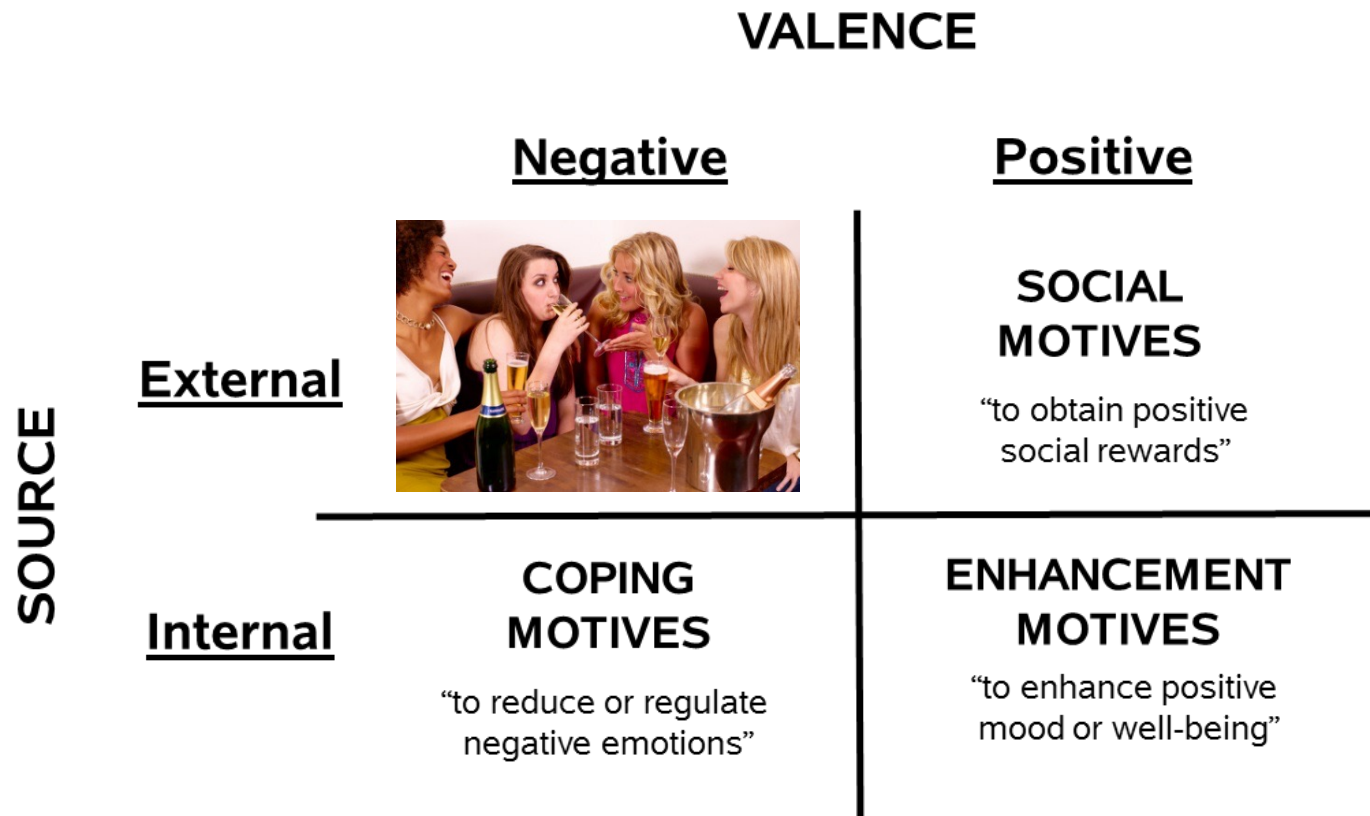 VALENCE
Negative
Positive
SOURCE
External
SOCIAL
MOTIVES
“to obtain positive
social rewards”
Internal
COPING
MOTIVES
“to reduce or regulate
negative emotions”
ENHANCEMENT
MOTIVES
“to enhance positive
mood or well-being”